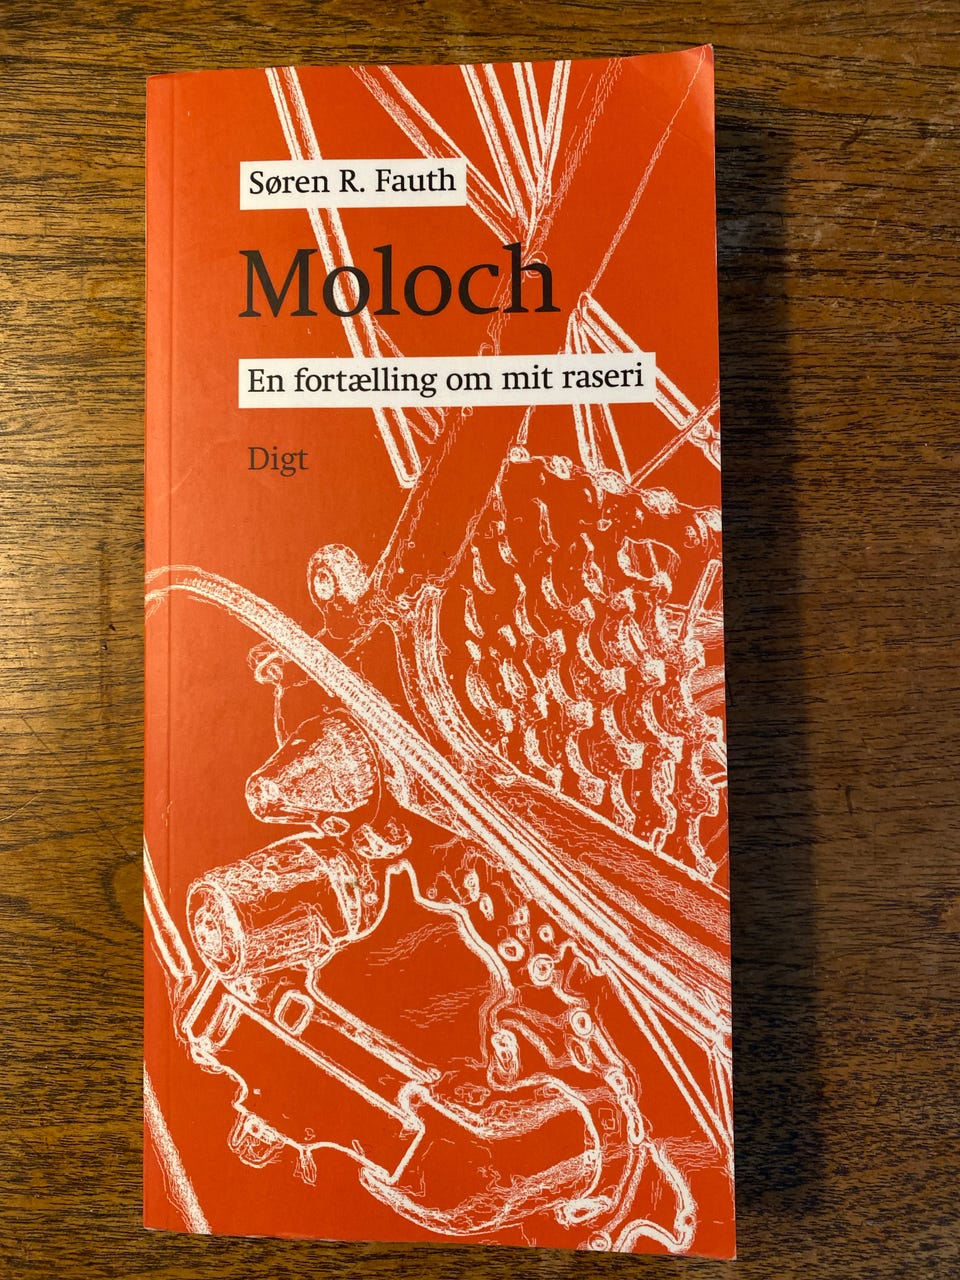 Søren R. Fauth
Moloch
En fortælling om mit raseri
Digt